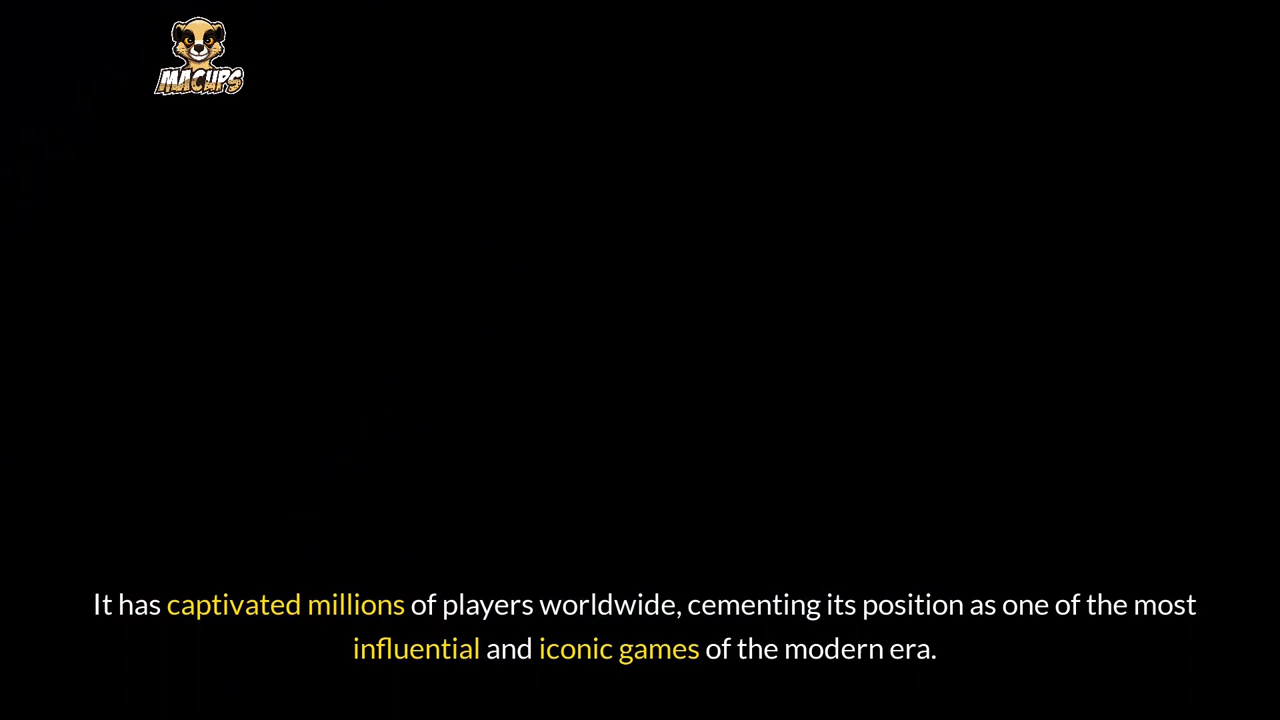 MACUPS
It has captivated millions of players worldwide, cementing its position as one of the most
influential and iconic games of the modern era.